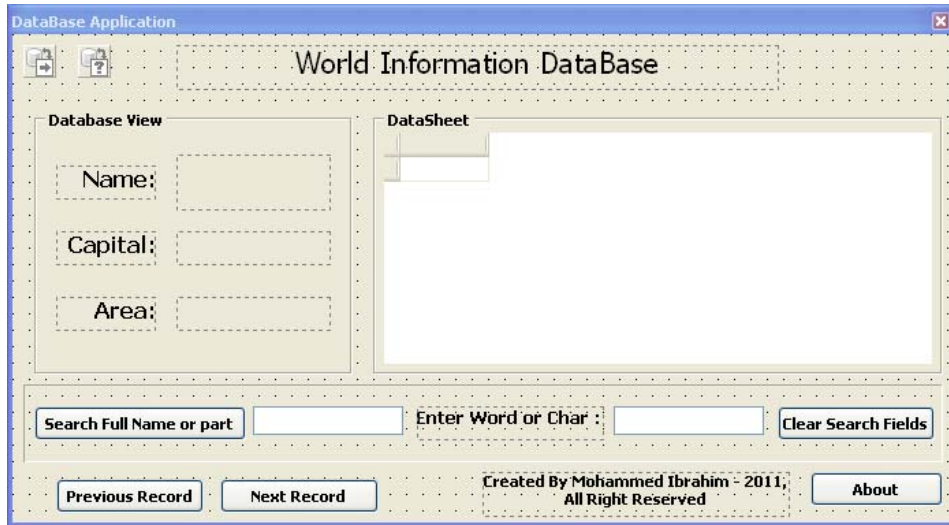 DataBase Application
World Information DataBase
Database View
DataSheet
Name:
Capital:
Area:
Search Full Name or part
Enter Word or Char :
Clear Search Fields
Previous Record
Next Record
Created By Mohammed Ibrahim - 2011,
All Right Reserved
About